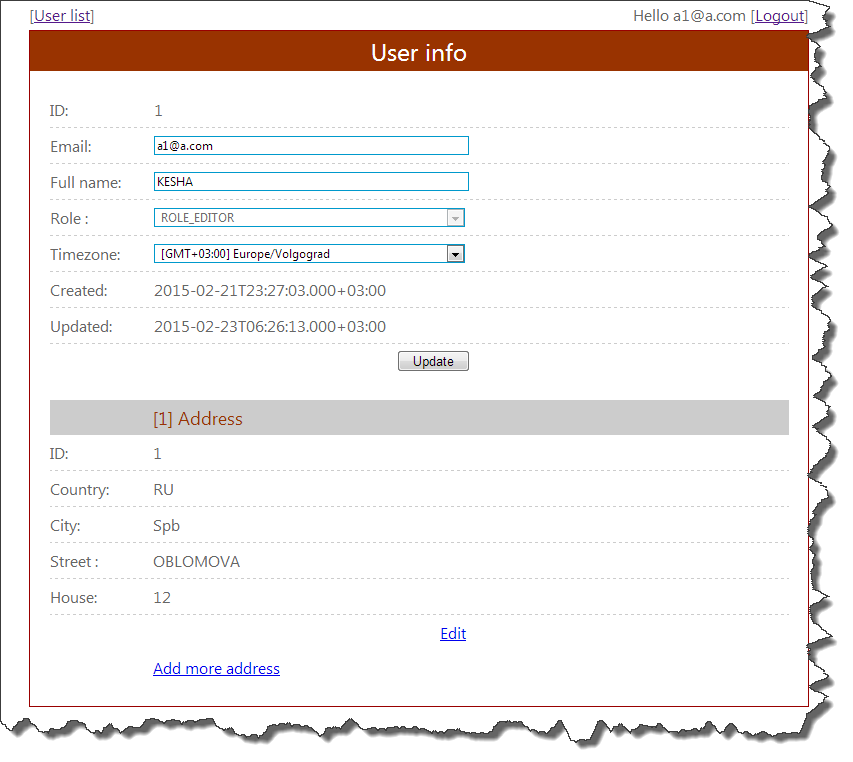 [User list] Hello a1@a.com [Logout]
User info
ID: 1
Email: a1@a.com
Full name: KESHA
Role : ROLE_EDITOR
Timezone: [GMT+03:00] Europe/Volgograd
Created: 2015-02-21T23:27:03.000+03:00
Updated: 2015-02-23T06:26:13.000+03:00
Update
[1] Address
ID: 1
Country: RU
City: Spb
Street : OBLOMOVA
House: 12
Edit
Add more address